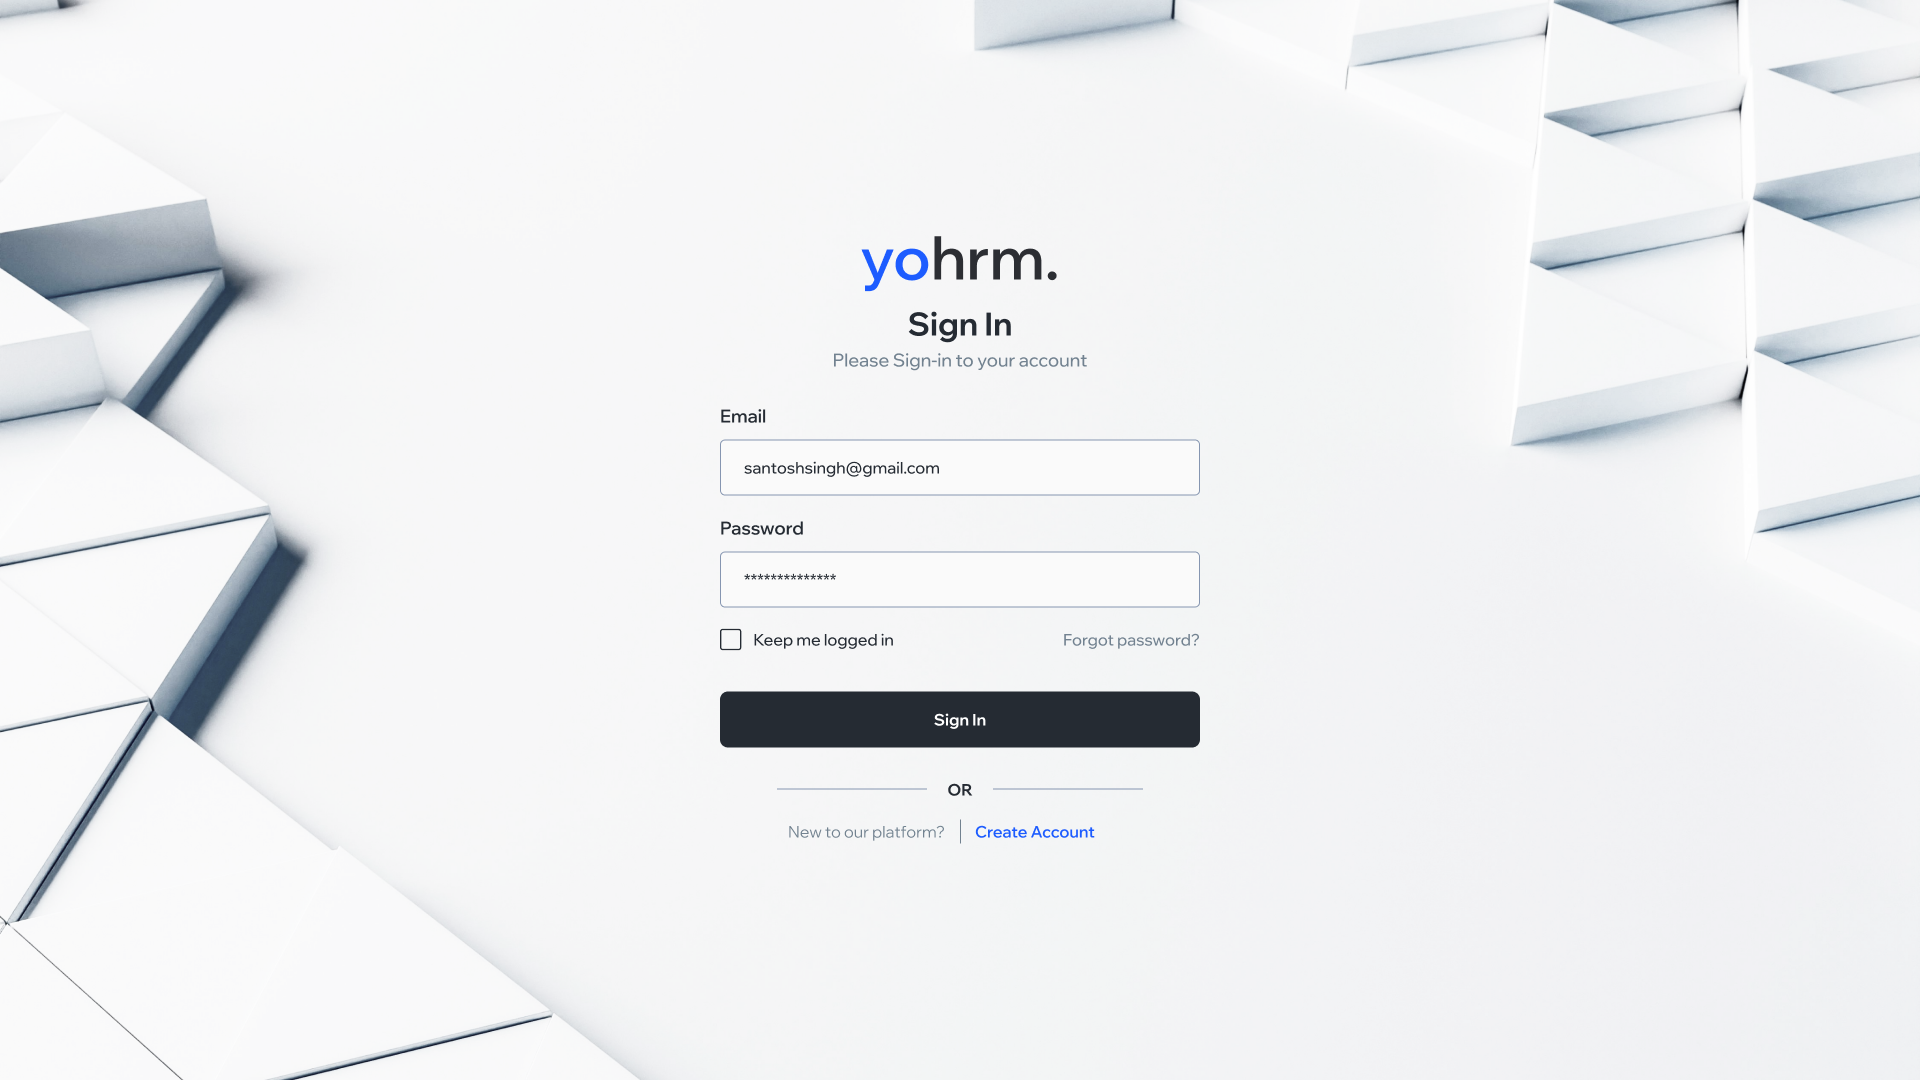 yohrm.
Sign In
Please Sign-in to your account
Email
santoshsingh@gmail.com
Password
**************
Keep me logged in
Forgot password?
Sign In
OR
New to our platform?
Create Account